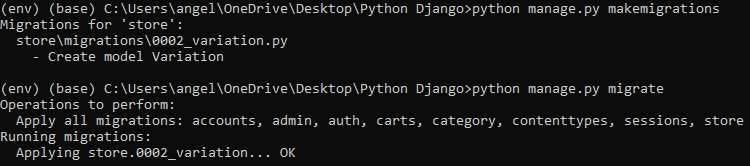 (env) (base) C:\Users\angel\OneDrive\Desktop\Python Django>python manage.py makemigrations
Migrations for 'store':
  store\migrations\0002_variation.py
    - Create model Variation

(env) (base) C:\Users\angel\OneDrive\Desktop\Python Django>python manage.py migrate
Operations to perform:
  Apply all migrations: accounts, admin, auth, carts, category, contenttypes, sessions, store
Running migrations:
  Applying store.0002_variation... OK